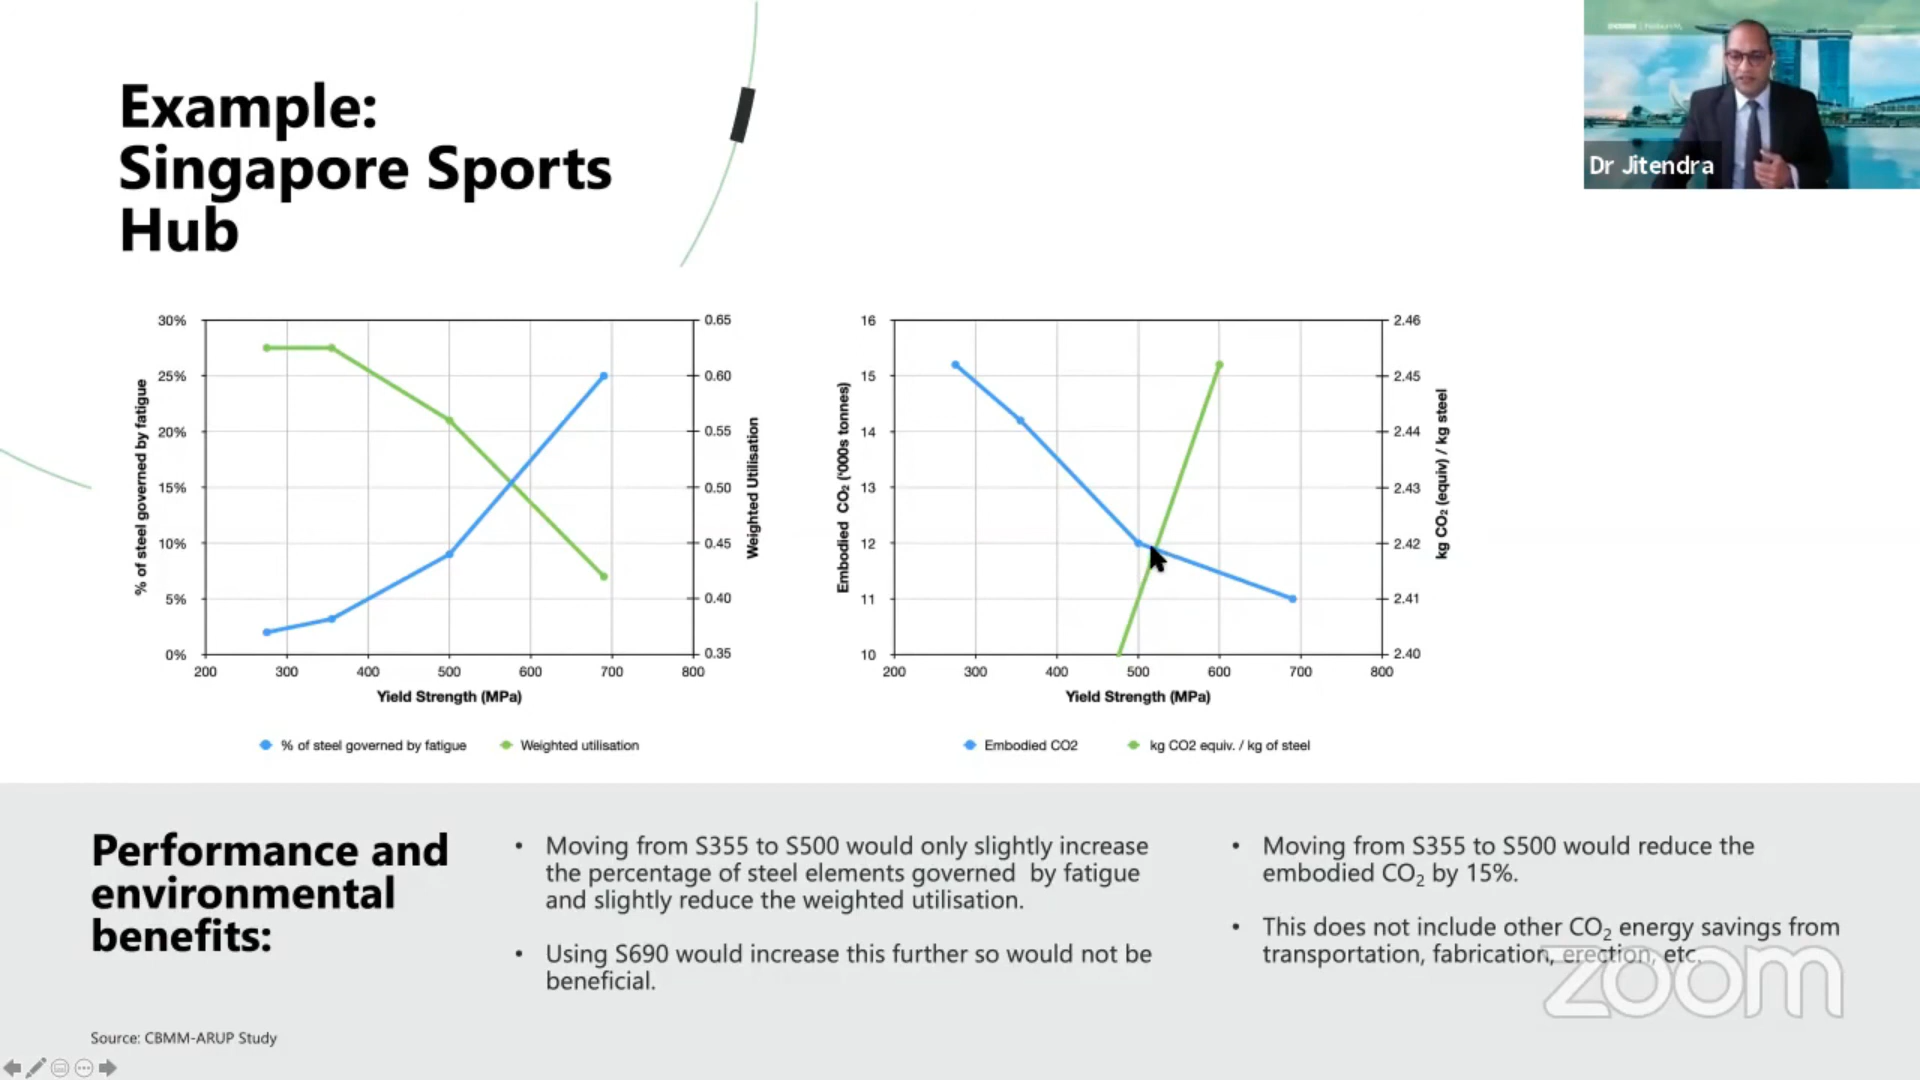 Example:
Singapore Sports
Hub
Dr Jitendra
30%
25%
20%
15%
10%
5%
0%
% of steel governed by fatigue
0.65
0.60
0.55
0.50
0.45
0.40
0.35
Weighted Utilisation
200 300 400 500 600 700 800
Yield Strength (MPa)
% of steel governed by fatigue Weighted utilisation
16
15
14
13
12
11
10
Embodied CO₂ ('000s tonnes)
2.46
2.45
2.44
2.43
2.42
2.41
2.40
kg CO₂ (equiv) / kg steel
200 300 400 500 600 700 800
Yield Strength (MPa)
Embodied CO2 kg CO2 equiv. / kg of steel
Performance and
environmental
benefits:
• Moving from S355 to S500 would only slightly increase
the percentage of steel elements governed by fatigue
and slightly reduce the weighted utilisation.
• Using S690 would increase this further so would not be
beneficial.
• Moving from S355 to S500 would reduce the
embodied CO₂ by 15%.
• This does not include other CO₂ energy savings from
transportation, fabrication, erection, etc.
zoom
Source: CBMM-ARUP Study